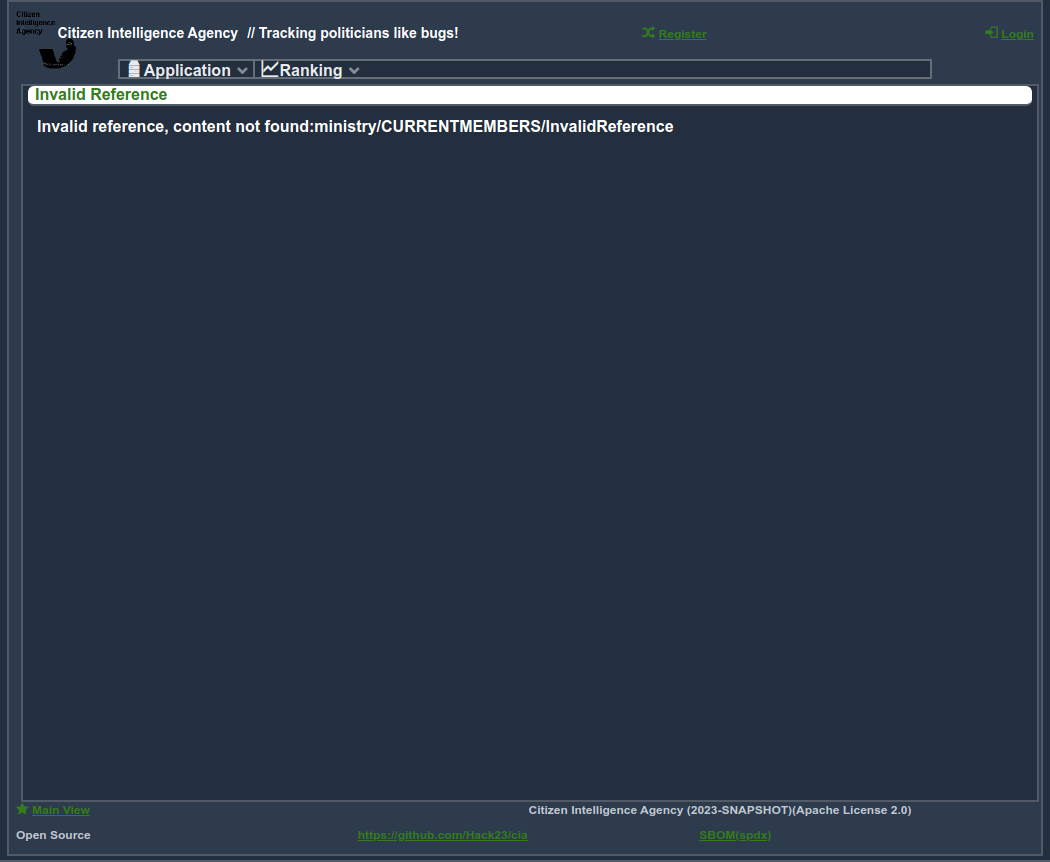 Citizen
Intelligence
Agency
Citizen Intelligence Agency // Tracking politicians like bugs!
Register
Login
Application
Ranking
Invalid Reference
Invalid reference, content not found:ministry/CURRENTMEMBERS/InvalidReference
Main View
Citizen Intelligence Agency (2023-SNAPSHOT)(Apache License 2.0)
Open Source
https://github.com/Hack23/cia
SBOM(spdx)